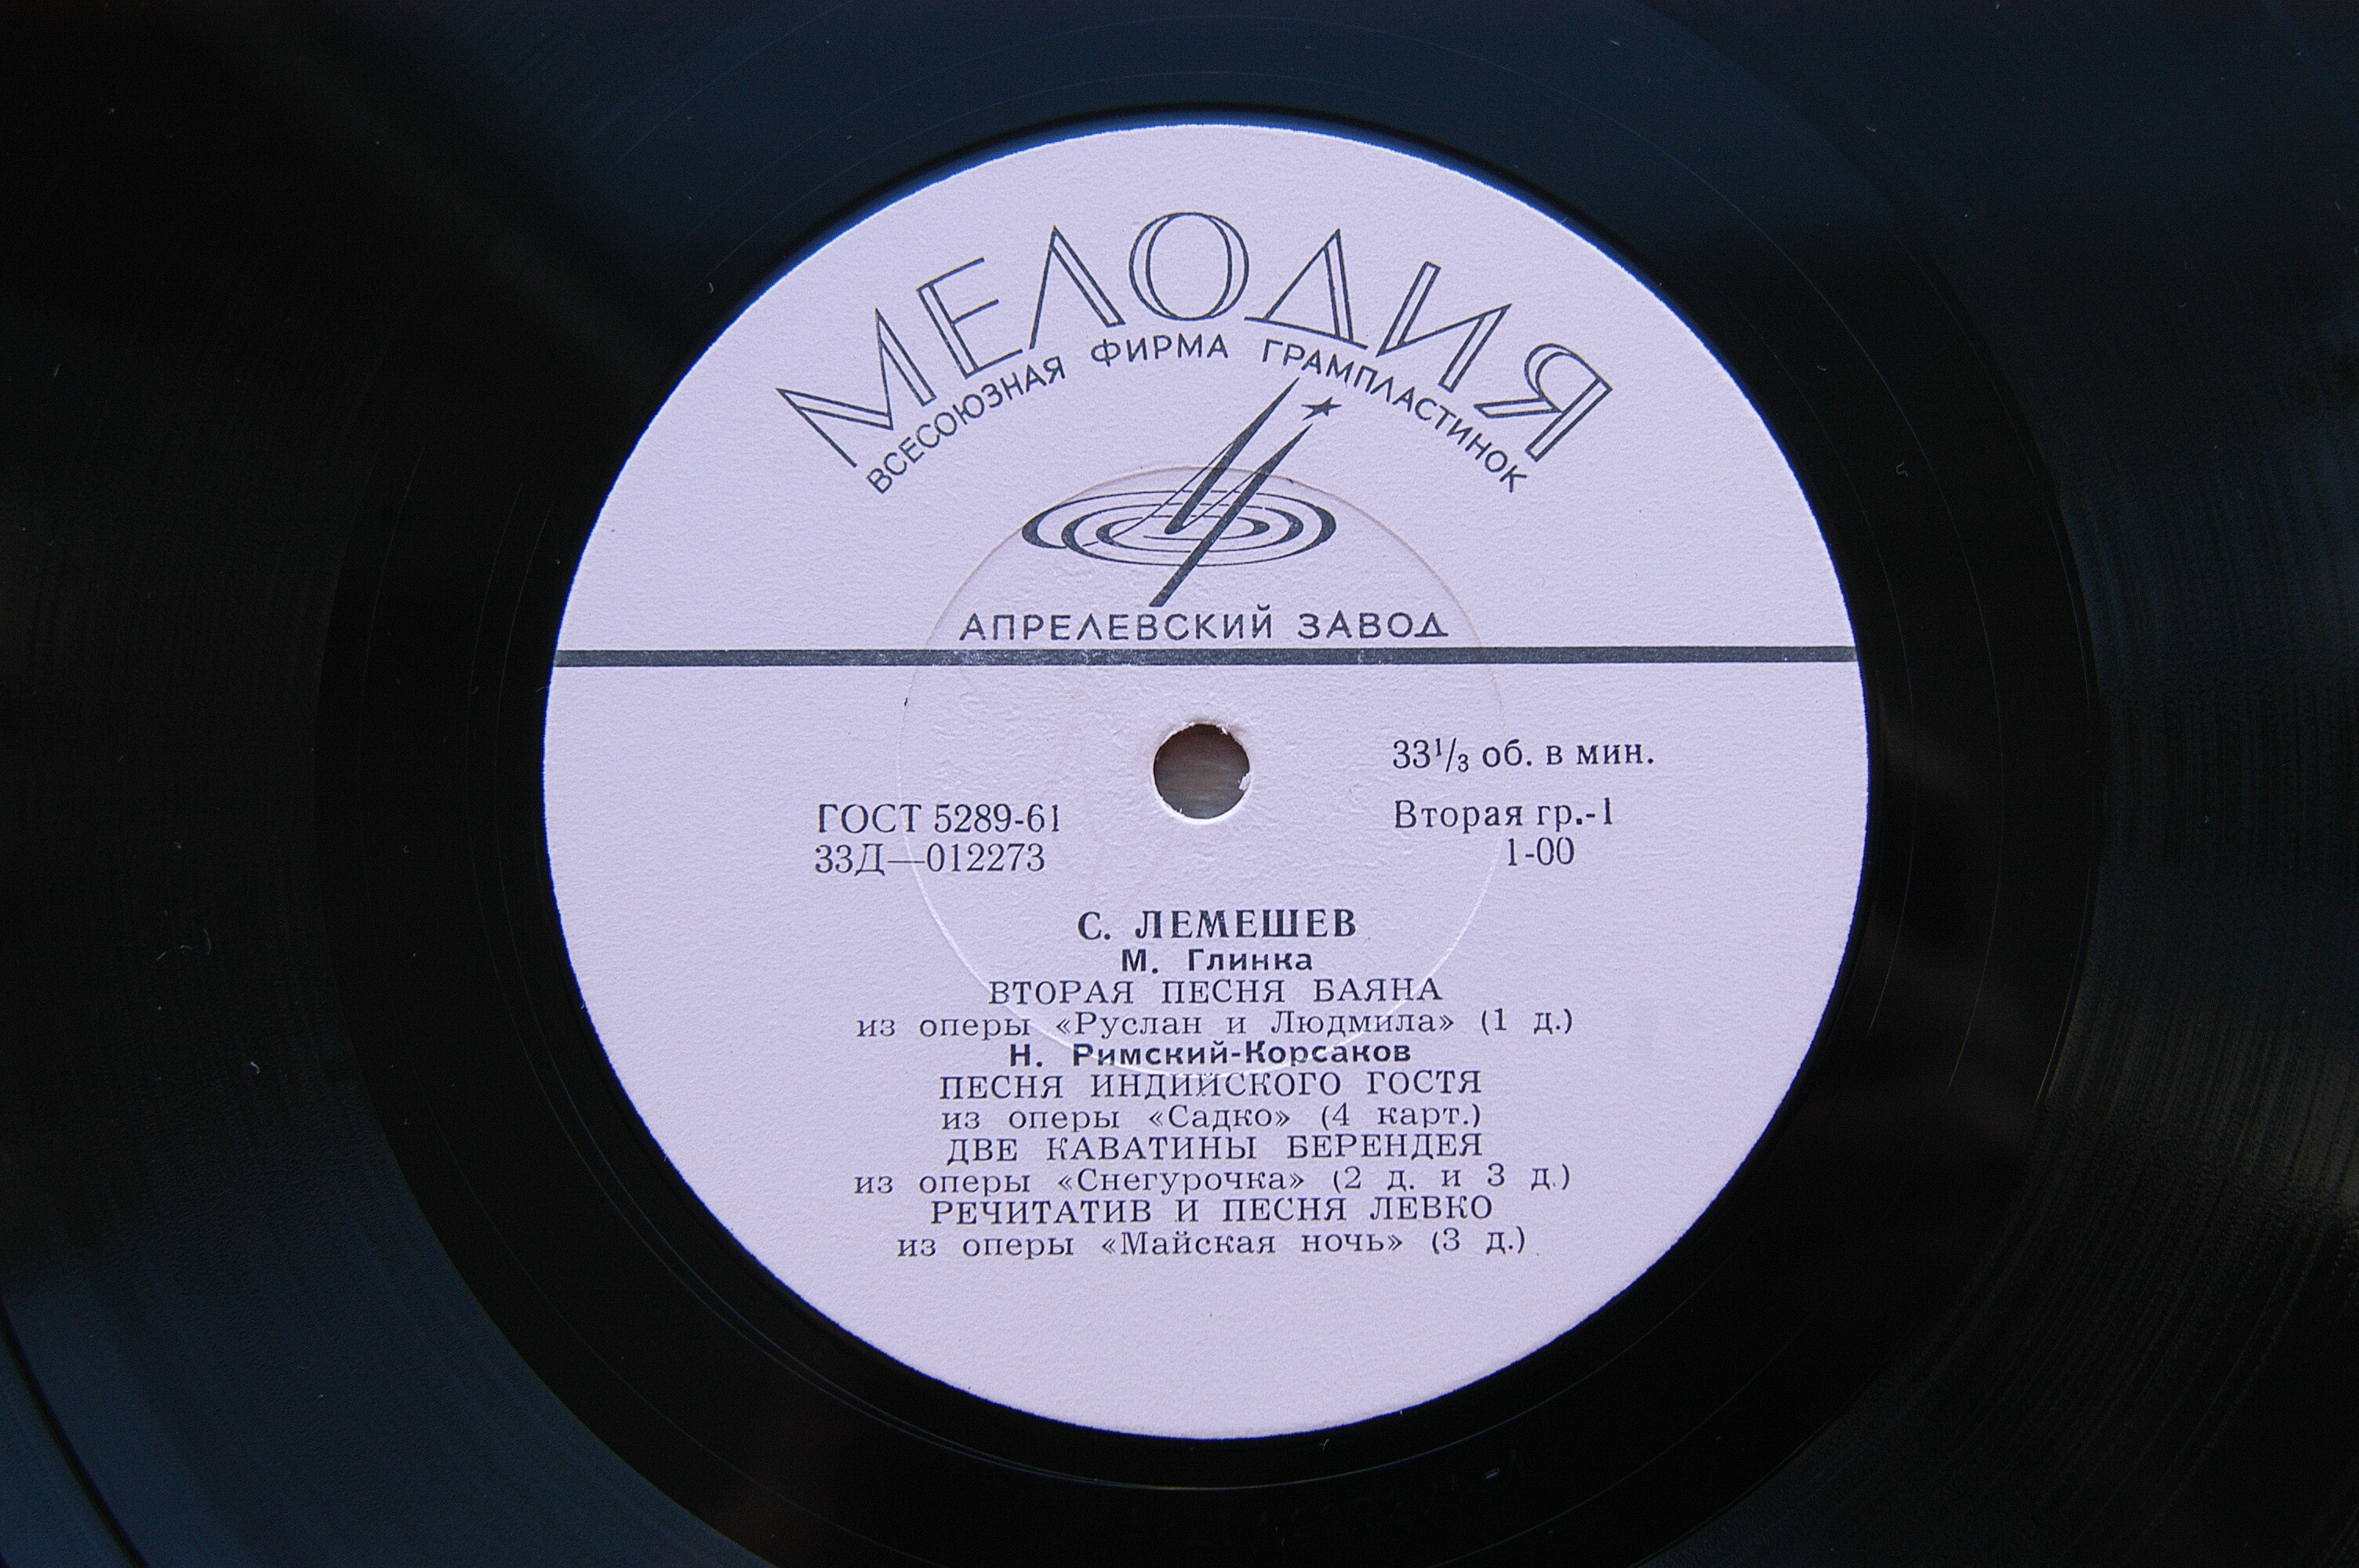 МЕЛОДИЯ
ВСЕСОЮЗНАЯ ФИРМА ГРАМПЛАСТИНОК
АПРЕЛЕВСКИЙ ЗАВОД
33¹/₃ об. в мин.
ГОСТ 5289-61
Вторая гр.-1
33Д—012273
1-00
С. ЛЕМЕШЕВ
М. Глинка
ВТОРАЯ ПЕСНЯ БАЯНА
из оперы «Руслан и Людмила» (1 д.)
Н. Римский-Корсаков
ПЕСНЯ ИНДИЙСКОГО ГОСТЯ
из оперы «Садко» (4 карт.)
ДВЕ КАВАТИНЫ БЕРЕНДЕЯ
из оперы «Снегурочка» (2 д. и 3 д.)
РЕЧИТАТИВ И ПЕСНЯ ЛЕВКО
из оперы «Майская ночь» (3 д.)